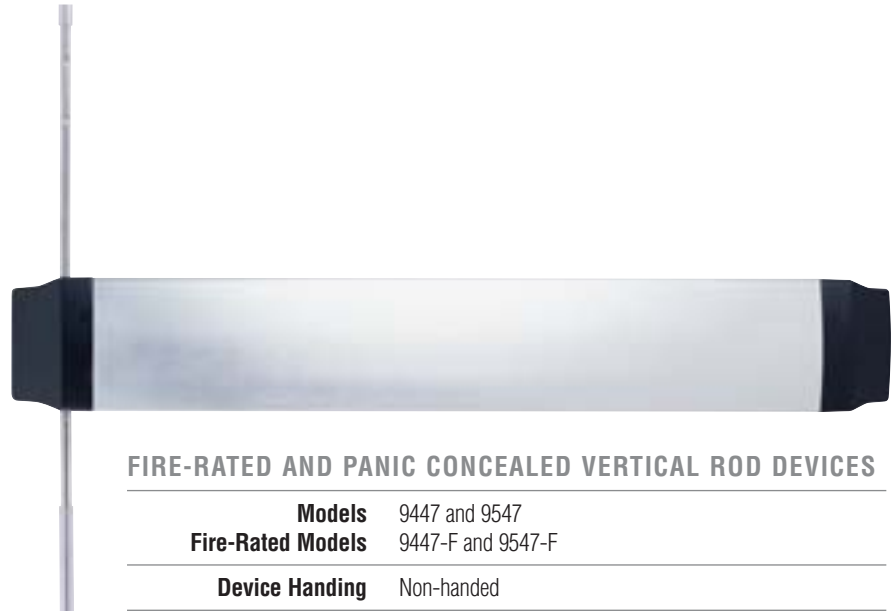 FIRE-RATED AND PANIC CONCEALED VERTICAL ROD DEVICES
Models 9447 and 9547
Fire-Rated Models 9447-F and 9547-F
Device Handing Non-handed